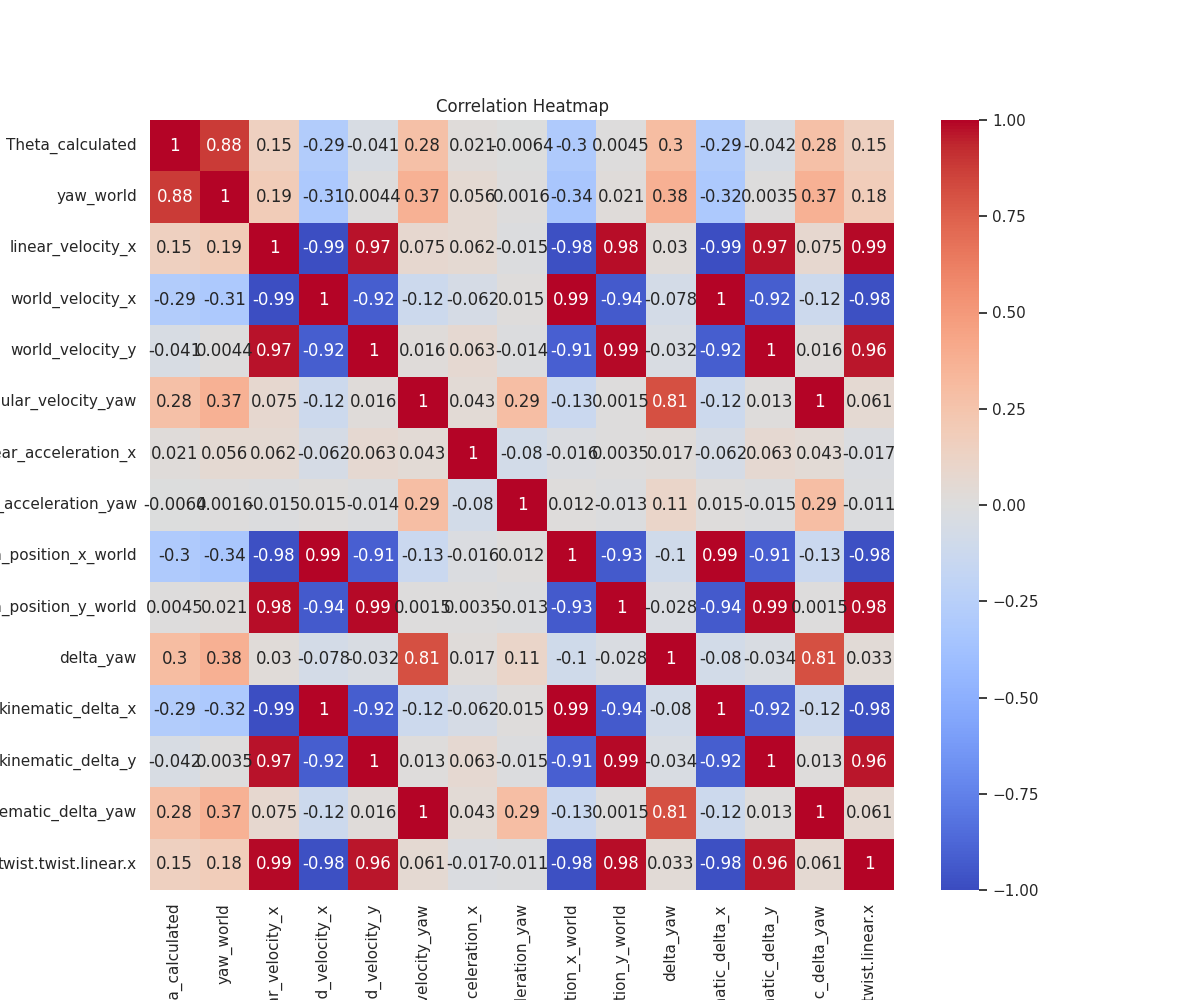 Correlation Heatmap
Theta_calculated 1 0.88 0.15 -0.29 -0.041 0.28 0.021 -0.0064 -0.3 0.0045 0.3 -0.29 -0.042 0.28 0.15
yaw_world 0.88 1 0.19 -0.31 0.0044 0.37 0.056 0.0016 -0.34 0.021 0.38 -0.32 0.0035 0.37 0.18
linear_velocity_x 0.15 0.19 1 -0.99 0.97 0.075 0.062 -0.015 -0.98 0.98 0.03 -0.99 0.97 0.075 0.99
world_velocity_x -0.29 -0.31 -0.99 1 -0.92 -0.12 -0.062 0.015 0.99 -0.94 -0.078 1 -0.92 -0.12 -0.98
world_velocity_y -0.041 0.0044 0.97 -0.92 1 0.016 0.063 -0.014 -0.91 0.99 -0.032 -0.92 1 0.016 0.96
ular_velocity_yaw 0.28 0.37 0.075 -0.12 0.016 1 0.043 0.29 -0.13 0.0015 0.81 -0.12 0.013 1 0.061
ear_acceleration_x 0.021 0.056 0.062 -0.062 0.063 0.043 1 -0.08 -0.016 0.0035 0.017 -0.062 0.063 0.043 -0.017
_acceleration_yaw -0.0064 0.0016 -0.015 0.015 -0.014 0.29 -0.08 1 0.012 -0.013 0.11 0.015 -0.015 0.29 -0.011
a_position_x_world -0.3 -0.34 -0.98 0.99 -0.91 -0.13 -0.016 0.012 1 -0.93 -0.1 0.99 -0.91 -0.13 -0.98
a_position_y_world 0.0045 0.021 0.98 -0.94 0.99 0.0015 0.0035 -0.013 -0.93 1 -0.028 -0.94 0.99 0.0015 0.98
delta_yaw 0.3 0.38 0.03 -0.078 -0.032 0.81 0.017 0.11 -0.1 -0.028 1 -0.08 -0.034 0.81 0.033
kinematic_delta_x -0.29 -0.32 -0.99 1 -0.92 -0.12 -0.062 0.015 0.99 -0.94 -0.08 1 -0.92 -0.12 -0.98
kinematic_delta_y -0.042 0.0035 0.97 -0.92 1 0.013 0.063 -0.015 -0.91 0.99 -0.034 -0.92 1 0.013 0.96
ematic_delta_yaw 0.28 0.37 0.075 -0.12 0.016 1 0.043 0.29 -0.13 0.0015 0.81 -0.12 0.013 1 0.061
twist.twist.linear.x 0.15 0.18 0.99 -0.98 0.96 0.061 -0.017 -0.011 -0.98 0.98 0.033 -0.98 0.96 0.061 1
a_calculated
yaw_world
ar_velocity_x
d_velocity_x
d_velocity_y
velocity_yaw
celeration_x
leration_yaw
tion_x_world
tion_y_world
delta_yaw
matic_delta_x
matic_delta_y
c_delta_yaw
twist.linear.x
1.00
0.75
0.50
0.25
0.00
−0.25
−0.50
−0.75
−1.00